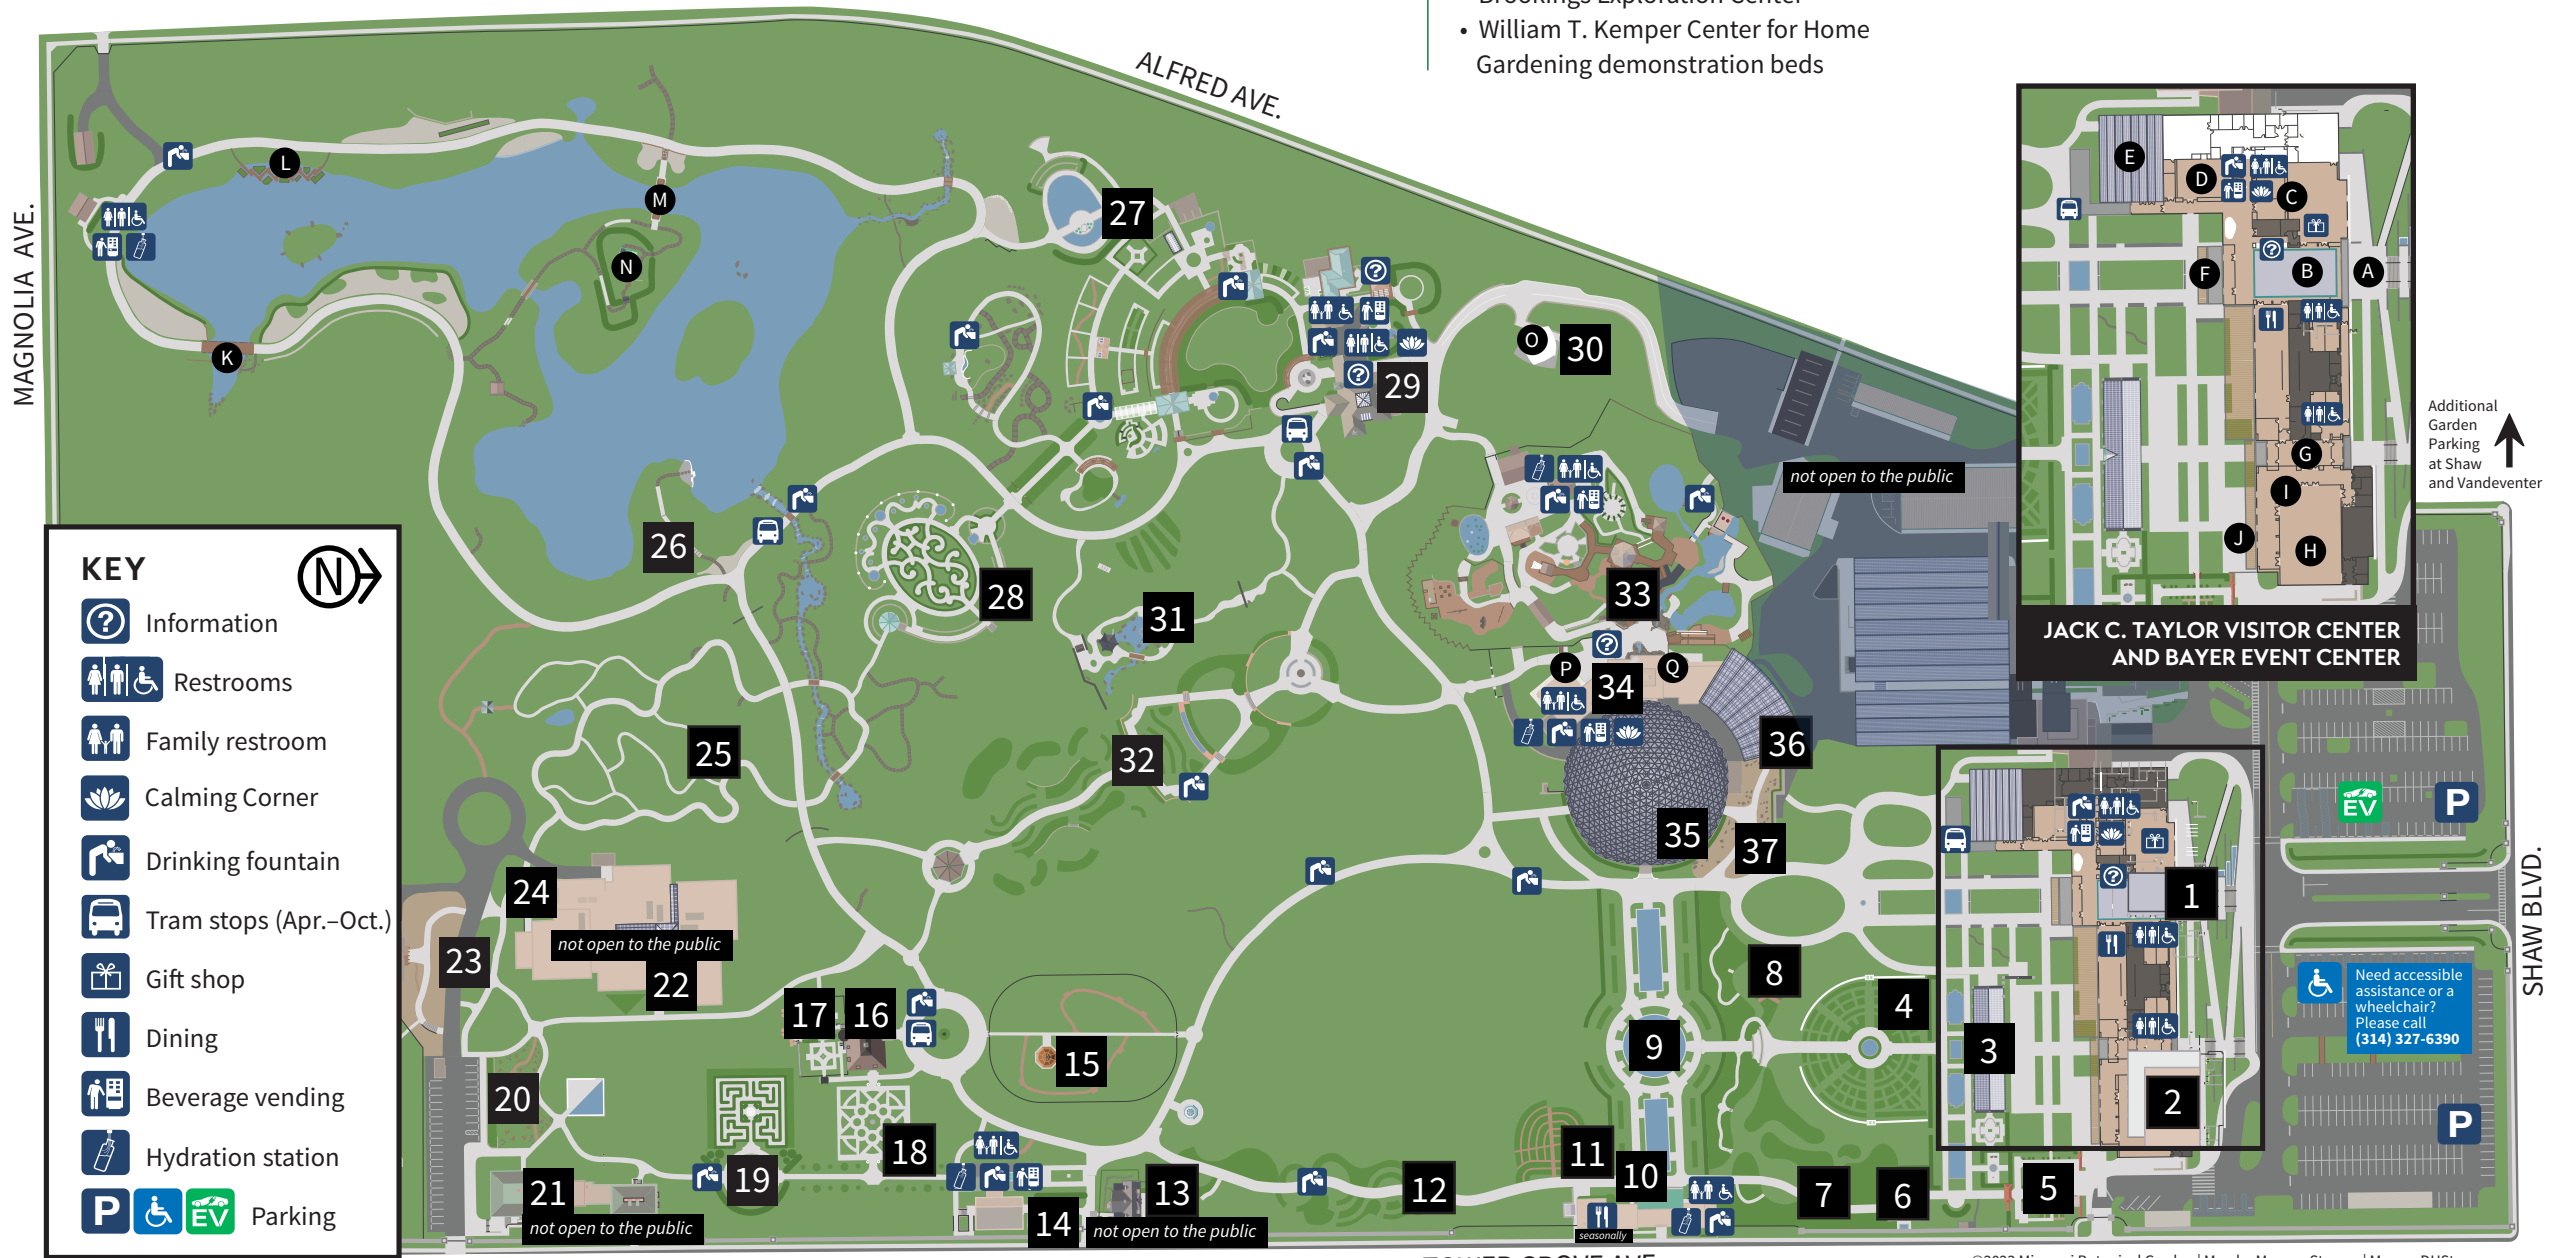 • William T. Kemper Center for Home
Gardening demonstration beds
ALFRED AVE.
MAGNOLIA AVE.
L
M
N
K
27
29
O
30
26
28
31
33
P
34
Q
36
32
35
37
25
24
not open to the public
22
23
17
16
15
20
19
18
21
not open to the public
14
13
not open to the public
12
11
10
seasonally
9
8
7
6
5
4
3
2
1
not open to the public
E
D
C
F
B
A
G
I
J
H
JACK C. TAYLOR VISITOR CENTER
AND BAYER EVENT CENTER
Additional
Garden
Parking
at Shaw
and Vandeventer
EV
P
P
Need accessible
assistance or a
wheelchair?
Please call
(314) 327-6390
SHAW BLVD.
KEY
N
Information
Restrooms
Family restroom
Calming Corner
Drinking fountain
Tram stops (Apr.–Oct.)
Gift shop
Dining
Beverage vending
Hydration station
P EV Parking